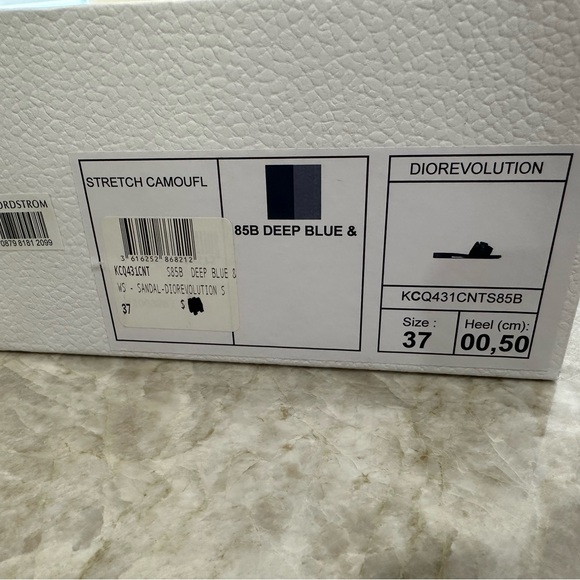 STRETCH CAMOUFL
85B DEEP BLUE &
DIOREVOLUTION
KCQ431CNTS85B
Size :
37
Heel (cm):
00,50
3 616252 868212
KCQ431CNT S85B DEEP BLUE &
WS - SANDAL-DIOREVOLUTION S
37 $
ORDSTROM
0879 8181 2099